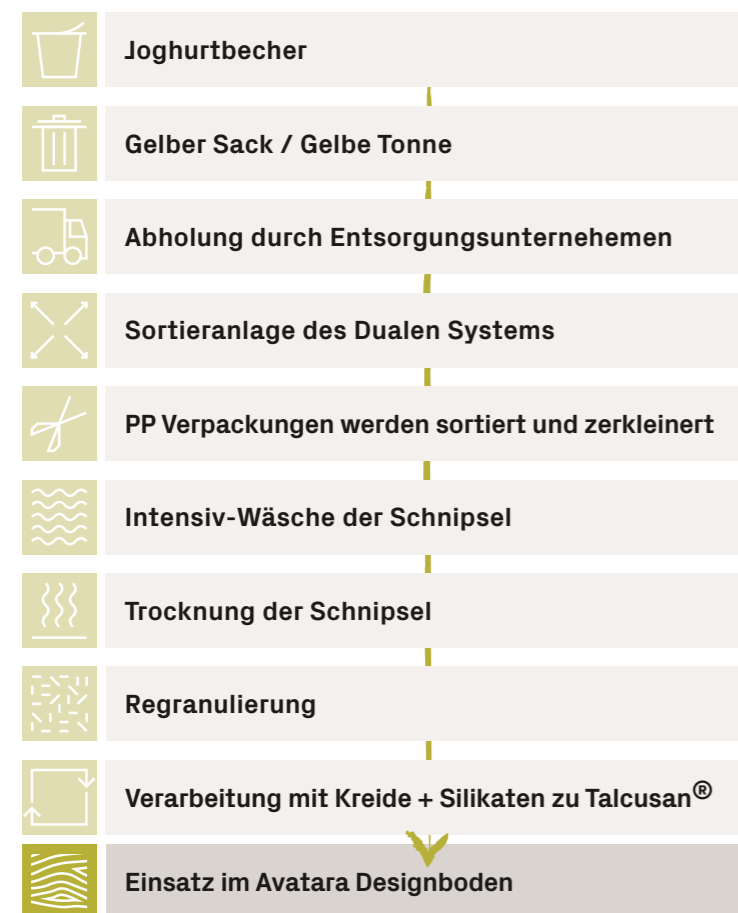 Joghurtbecher
Gelber Sack / Gelbe Tonne
Abholung durch Entsorgungsunternehemen
Sortieranlage des Dualen Systems
PP Verpackungen werden sortiert und zerkleinert
Intensiv-Wäsche der Schnipsel
Trocknung der Schnipsel
Regranulierung
Verarbeitung mit Kreide + Silikaten zu Talcusan®
Einsatz im Avatara Designboden